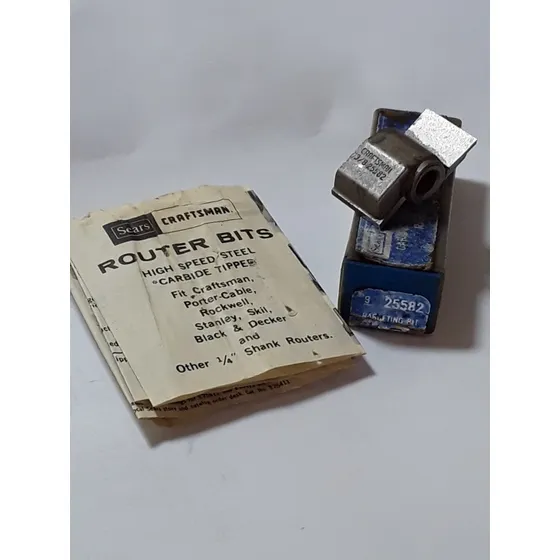 Sears
CRAFTSMAN.
ROUTER BITS
HIGH SPEED STEEL
*CARBIDE TIPPED
Fit Craftsman,
Porter-Cable,
Rockwell,
Stanley, Skil,
Black & Decker
and
Other 1/4" Shank Routers.
CRAFTSMAN
25582
9 25582